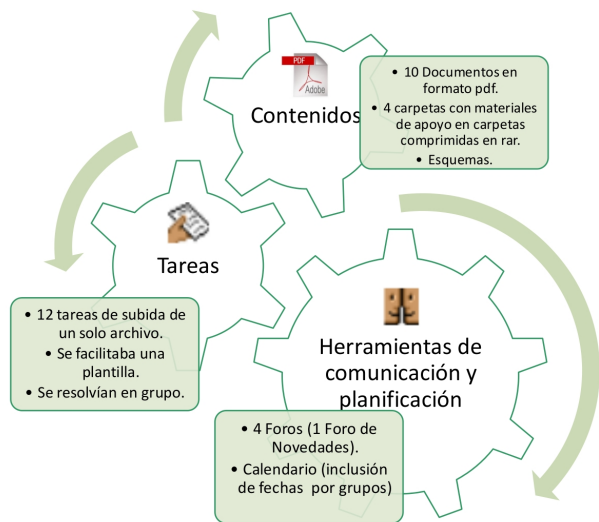 PDF
Adobe
Contenidos
• 10 Documentos en
formato pdf.
• 4 carpetas con materiales
de apoyo en carpetas
comprimidas en rar.
• Esquemas.
Tareas
• 12 tareas de subida de
un solo archivo.
• Se facilitaba una
plantilla.
• Se resolvían en grupo.
Herramientas de
comunicación y
planificación
• 4 Foros (1 Foro de
Novedades).
• Calendario (inclusión
de fechas por grupos)